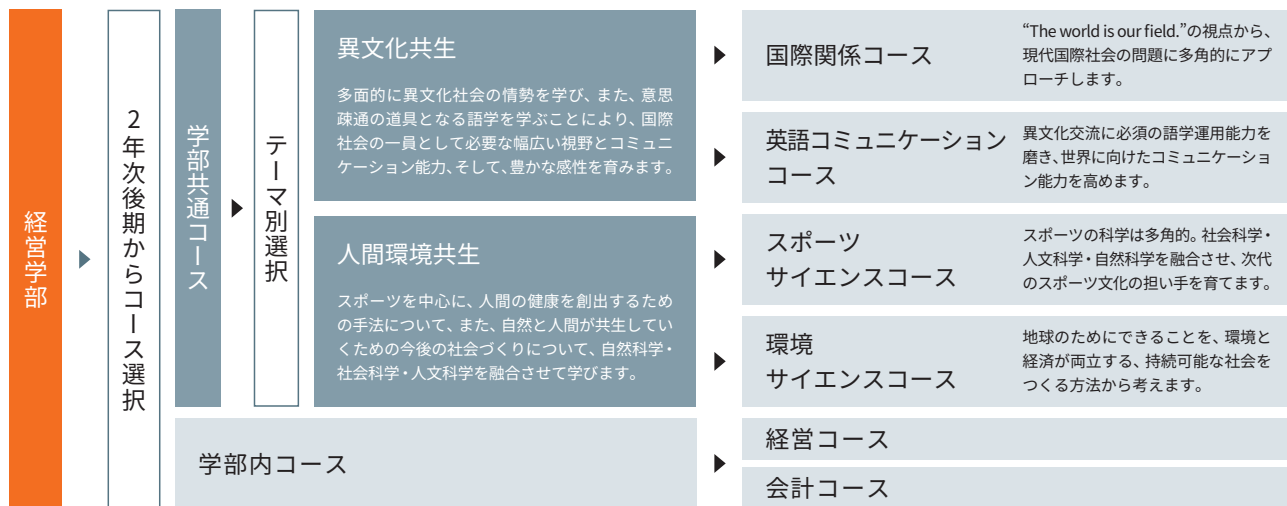 経営学部
2年次後期からコース選択
学部共通コース
テーマ別選択
異文化共生
多面的に異文化社会の情勢を学び、また、意思
疎通の道具となる語学を学ぶことにより、国際
社会の一員として必要な幅広い視野とコミュニ
ケーション能力、そして、豊かな感性を育みます。
人間環境共生
スポーツを中心に、人間の健康を創出するため
の手法について、また、自然と人間が共生してい
くための今後の社会づくりについて、自然科学・
社会科学・人文科学を融合させて学びます。
国際関係コース
“The world is our field.”の視点から、
現代国際社会の問題に多角的にアプ
ローチします。
英語コミュニケーション
コース
異文化交流に必須の語学運用能力を
磨き、世界に向けたコミュニケーショ
ン能力を高めます。
スポーツ
サイエンスコース
スポーツの科学は多角的。社会科学・
人文科学・自然科学を融合させ、次代
のスポーツ文化の担い手を育てます。
環境
サイエンスコース
地球のためにできることを、環境と
経済が両立する、持続可能な社会を
つくる方法から考えます。
学部内コース
経営コース
会計コース